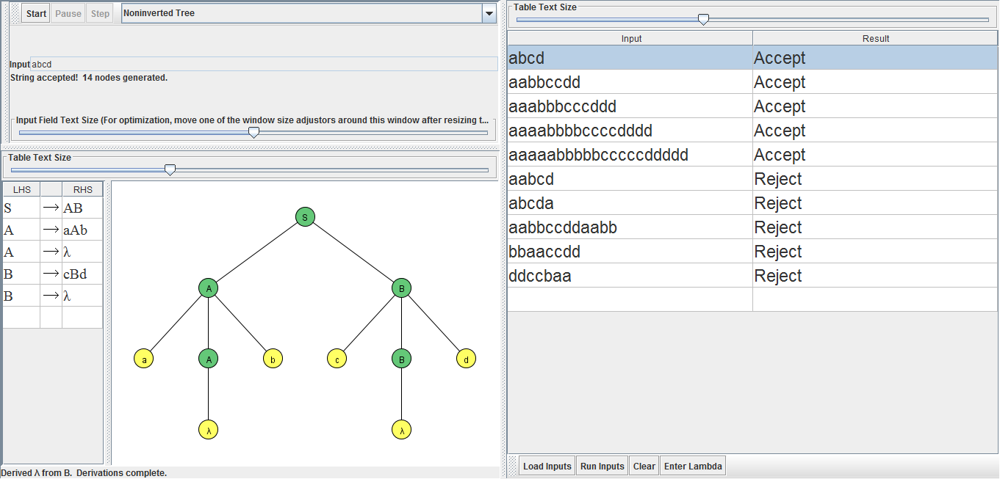 Start Pause Step Noninverted Tree
Input abcd
String accepted! 14 nodes generated.
Input Field Text Size (For optimization, move one of the window size adjustors around this window after resizing t...
Table Text Size
LHS RHS
S → AB
A → aAb
A → λ
B → cBd
B → λ
S
A B
a A b c B d
λ λ
Derived λ from B. Derivations complete.
Table Text Size
Input Result
abcd Accept
aabbccdd Accept
aaabbbcccddd Accept
aaaabbbbccccdddd Accept
aaaaabbbbbcccccddddd Accept
aabcd Reject
abcda Reject
aabbccddaabb Reject
bbaaccdd Reject
ddccbaa Reject
Load Inputs Run Inputs Clear Enter Lambda